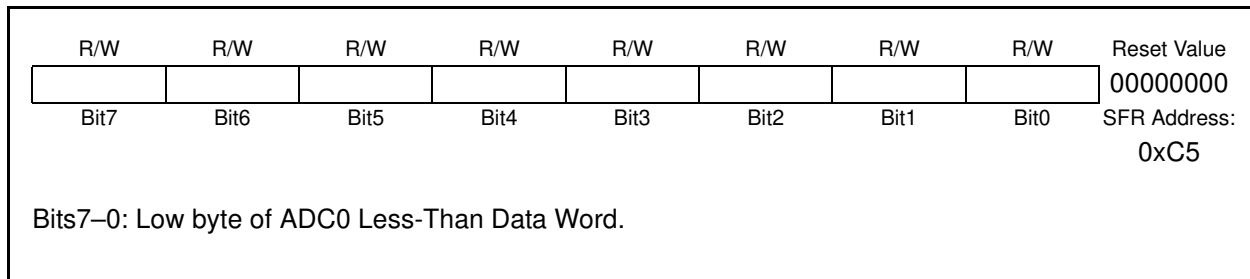 R/W R/W R/W R/W R/W R/W R/W R/W Reset Value
00000000
Bit7 Bit6 Bit5 Bit4 Bit3 Bit2 Bit1 Bit0 SFR Address:
0xC5
Bits7–0: Low byte of ADC0 Less-Than Data Word.